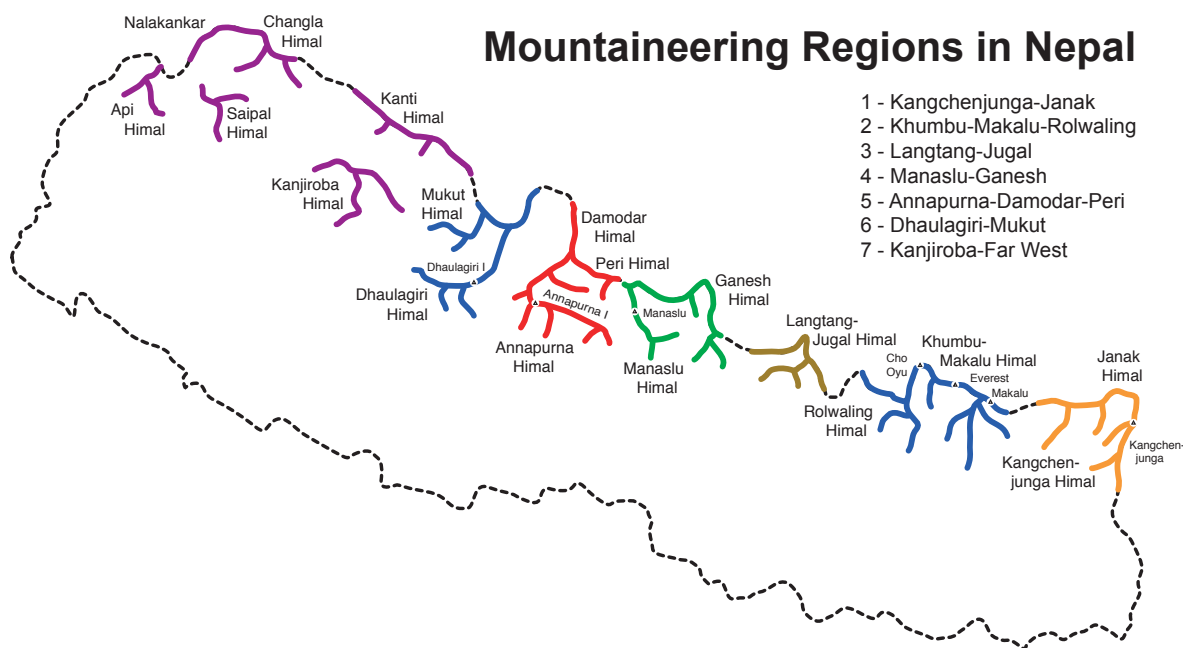 Mountaineering Regions in Nepal
1 - Kangchenjunga-Janak
2 - Khumbu-Makalu-Rolwaling
3 - Langtang-Jugal
4 - Manaslu-Ganesh
5 - Annapurna-Damodar-Peri
6 - Dhaulagiri-Mukut
7 - Kanjiroba-Far West
Nalakankar
Changla
Himal
Api
Himal
Saipal
Himal
Kanti
Himal
Kanjiroba
Himal
Mukut
Himal
Dhaulagiri I
Dhaulagiri
Himal
Damodar
Himal
Peri Himal
Annapurna I
Annapurna
Himal
Manaslu
Manaslu
Himal
Ganesh
Himal
Langtang-
Jugal Himal
Rolwaling
Himal
Cho
Oyu
Khumbu-
Makalu Himal
Everest
Makalu
Janak
Himal
Kangchen-
junga
Kangchen-
junga Himal